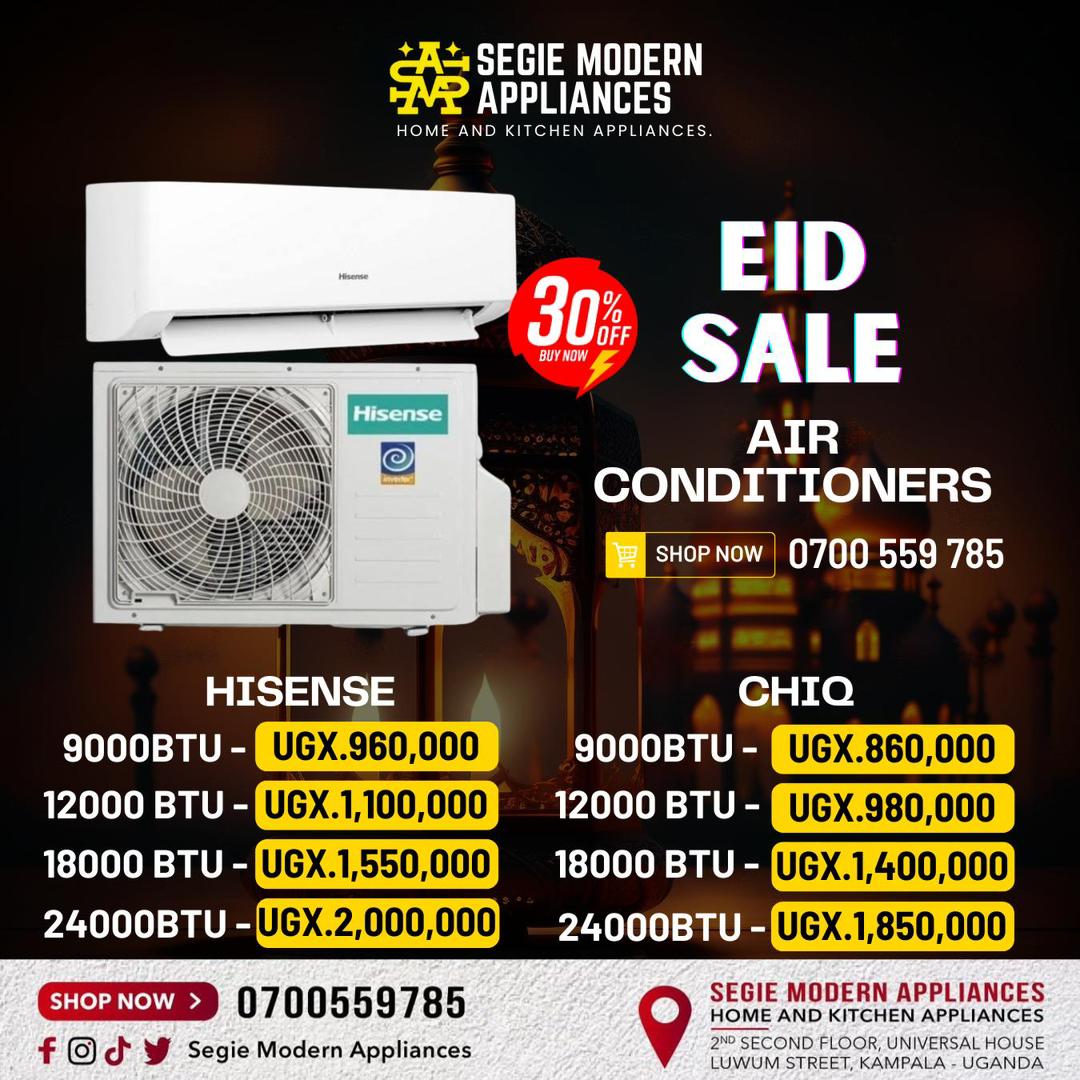 SEGIE MODERN
APPLIANCES
HOME AND KITCHEN APPLIANCES.
Hisense
30% OFF
BUY NOW
EID
SALE
Hisense
inverter
AIR
CONDITIONERS
SHOP NOW 0700 559 785
HISENSE
9000BTU - UGX.960,000
12000 BTU - UGX.1,100,000
18000 BTU - UGX.1,550,000
24000BTU - UGX.2,000,000
CHIQ
9000BTU - UGX.860,000
12000 BTU - UGX.980,000
18000 BTU - UGX.1,400,000
24000BTU - UGX.1,850,000
SHOP NOW > 0700559785
Segie Modern Appliances
SEGIE MODERN APPLIANCES
HOME AND KITCHEN APPLIANCES
2ND SECOND FLOOR, UNIVERSAL HOUSE
LUWUM STREET, KAMPALA - UGANDA